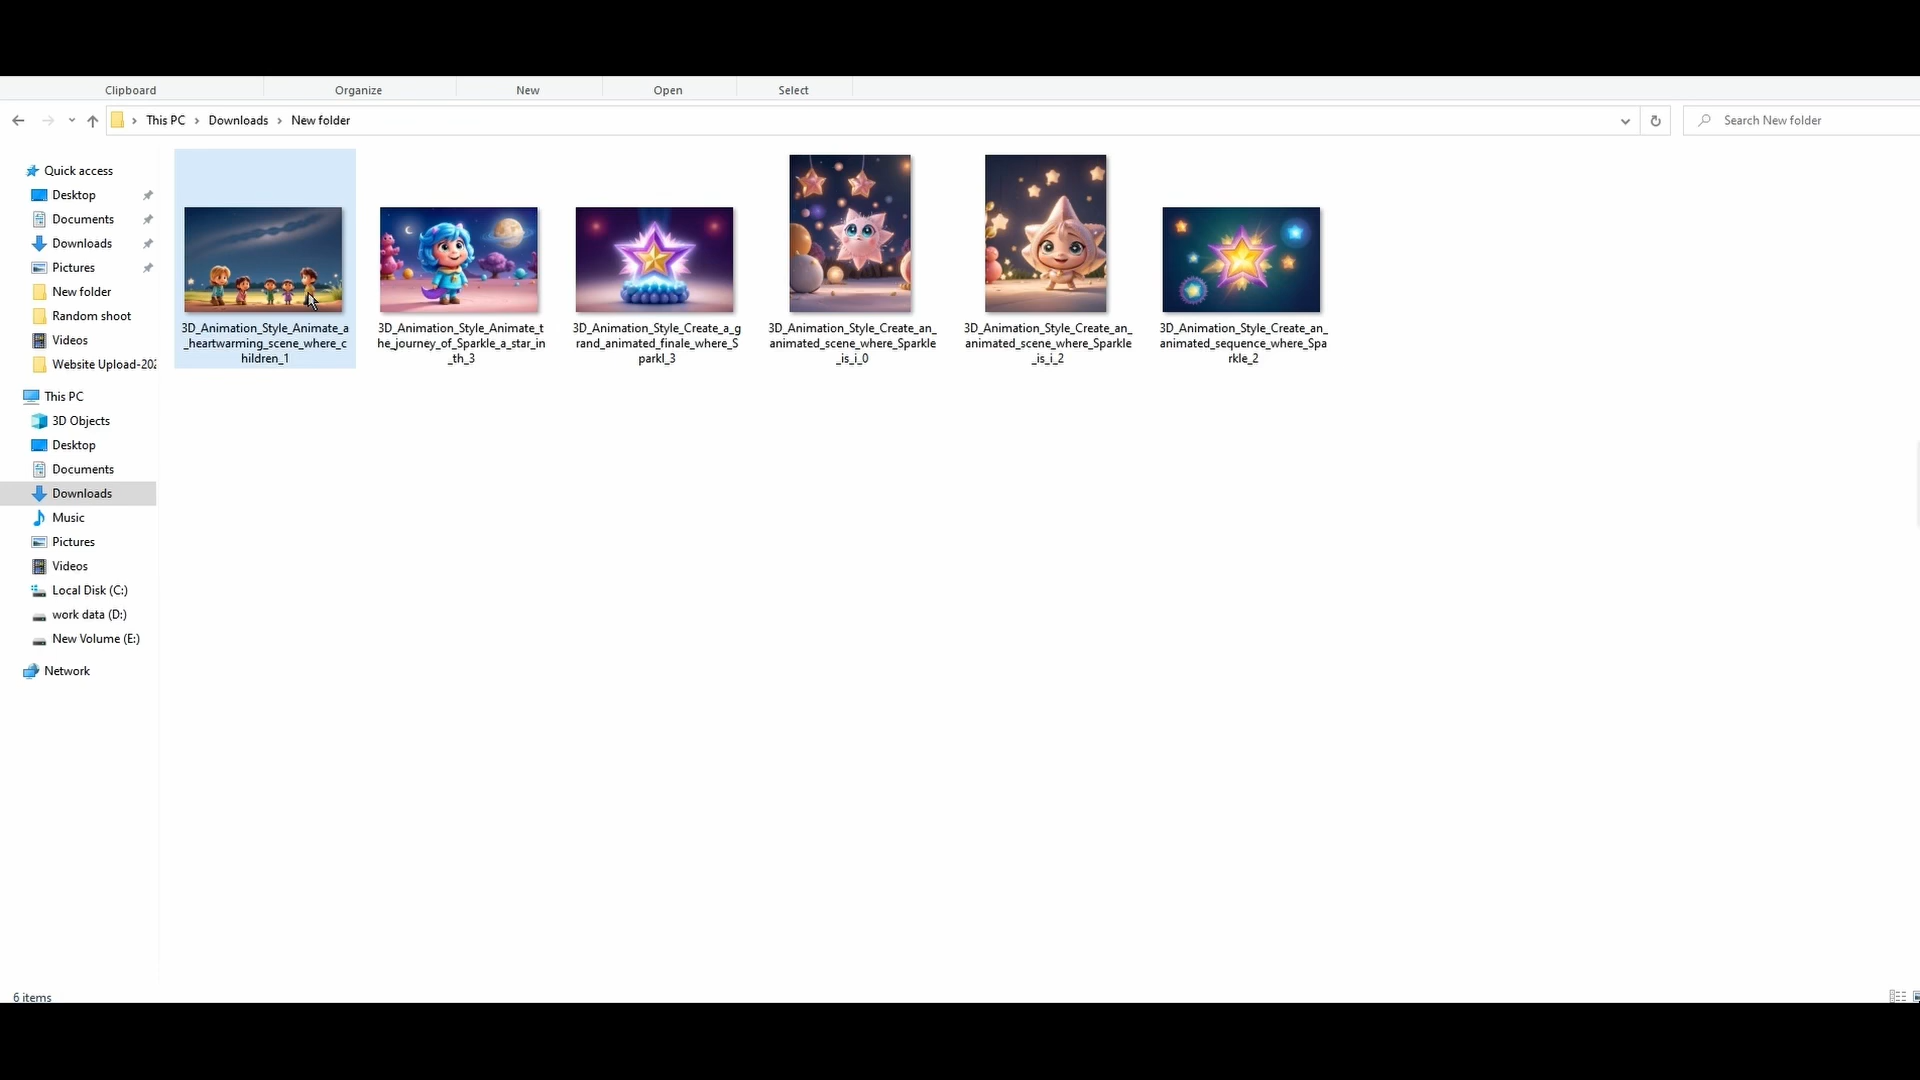 Clipboard
Organize
New
Open
Select
This PC
Downloads
New folder
Search New folder
Quick access
Desktop
Documents
Downloads
Pictures
New folder
Random shoot
Videos
Website Upload-202
This PC
3D Objects
Desktop
Documents
Downloads
Music
Pictures
Videos
Local Disk (C:)
work data (D:)
New Volume (E:)
Network
3D_Animation_Style_Animate_a
_heartwarming_scene_where_c
hildren_1
3D_Animation_Style_Animate_t
he_journey_of_Sparkle_a_star_in
_th_3
3D_Animation_Style_Create_a_g
rand_animated_finale_where_S
parkl_3
3D_Animation_Style_Create_an_
animated_scene_where_Sparkle
_is_i_0
3D_Animation_Style_Create_an_
animated_scene_where_Sparkle
_is_i_2
3D_Animation_Style_Create_an_
animated_sequence_where_Spa
rkle_2
6 items